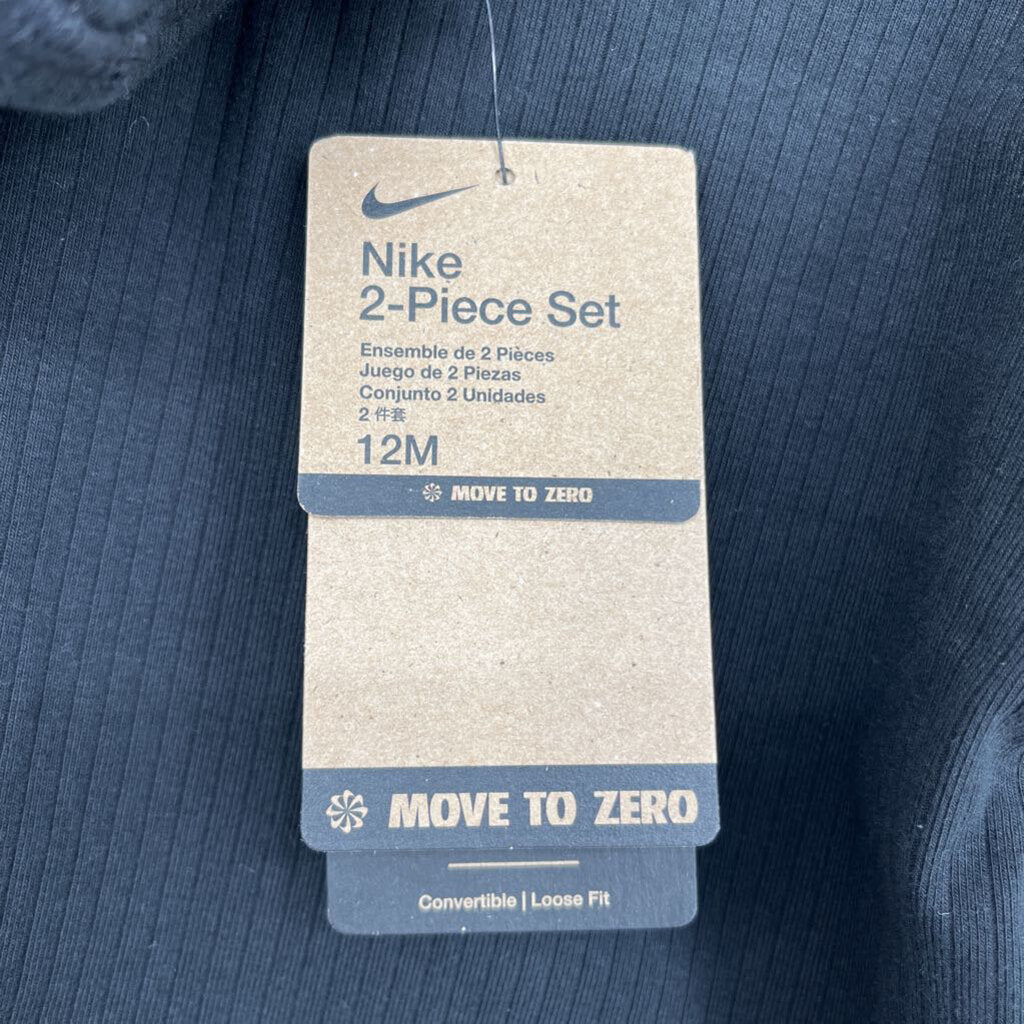 Nike
2-Piece Set
Ensemble de 2 Pièces
Juego de 2 Piezas
Conjunto 2 Unidades
2 件套
12M
MOVE TO ZERO
MOVE TO ZERO
Convertible | Loose Fit